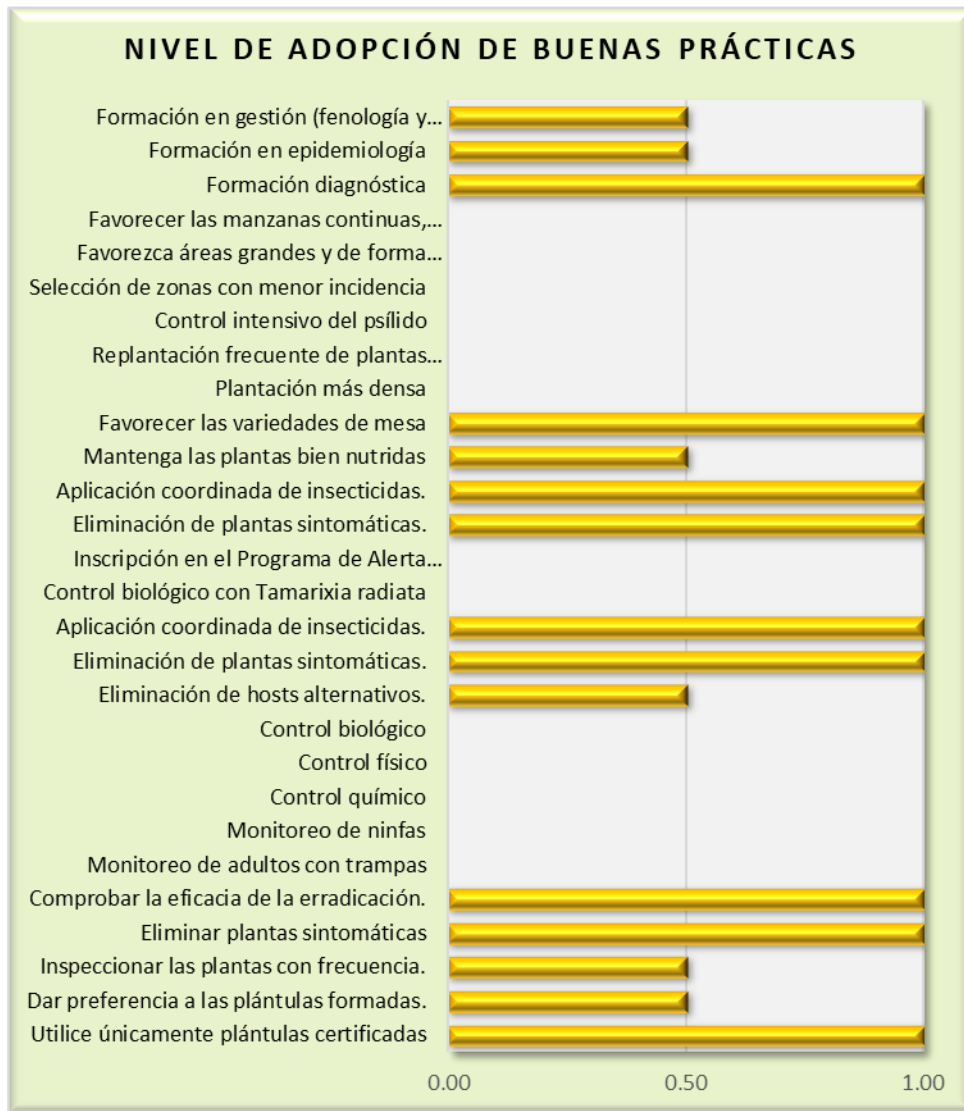 NIVEL DE ADOPCIÓN DE BUENAS PRÁCTICAS
Formación en gestión (fenología y...
Formación en epidemiología
Formación diagnóstica
Favorecer las manzanas continuas,...
Favorezca áreas grandes y de forma...
Selección de zonas con menor incidencia
Control intensivo del psílido
Replantación frecuente de plantas...
Plantación más densa
Favorecer las variedades de mesa
Mantenga las plantas bien nutridas
Aplicación coordinada de insecticidas.
Eliminación de plantas sintomáticas.
Inscripción en el Programa de Alerta...
Control biológico con Tamarixia radiata
Aplicación coordinada de insecticidas.
Eliminación de plantas sintomáticas.
Eliminación de hosts alternativos.
Control biológico
Control físico
Control químico
Monitoreo de ninfas
Monitoreo de adultos con trampas
Comprobar la eficacia de la erradicación.
Eliminar plantas sintomáticas
Inspeccionar las plantas con frecuencia.
Dar preferencia a las plántulas formadas.
Utilice únicamente plántulas certificadas
0.00 0.50 1.00